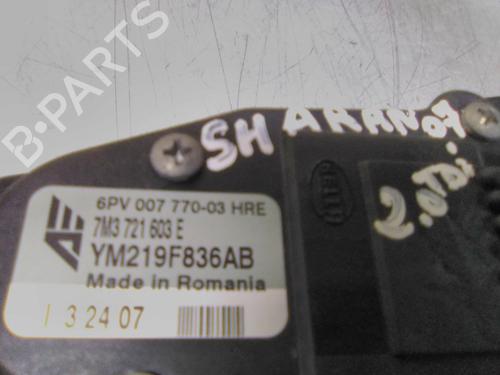 B-PARTS
SHARAN 07
2.0TDi
6PV 007 770-03 HRE
7M3 721 603 E
YM219F836AB
Made in Romania
1 3 24 07